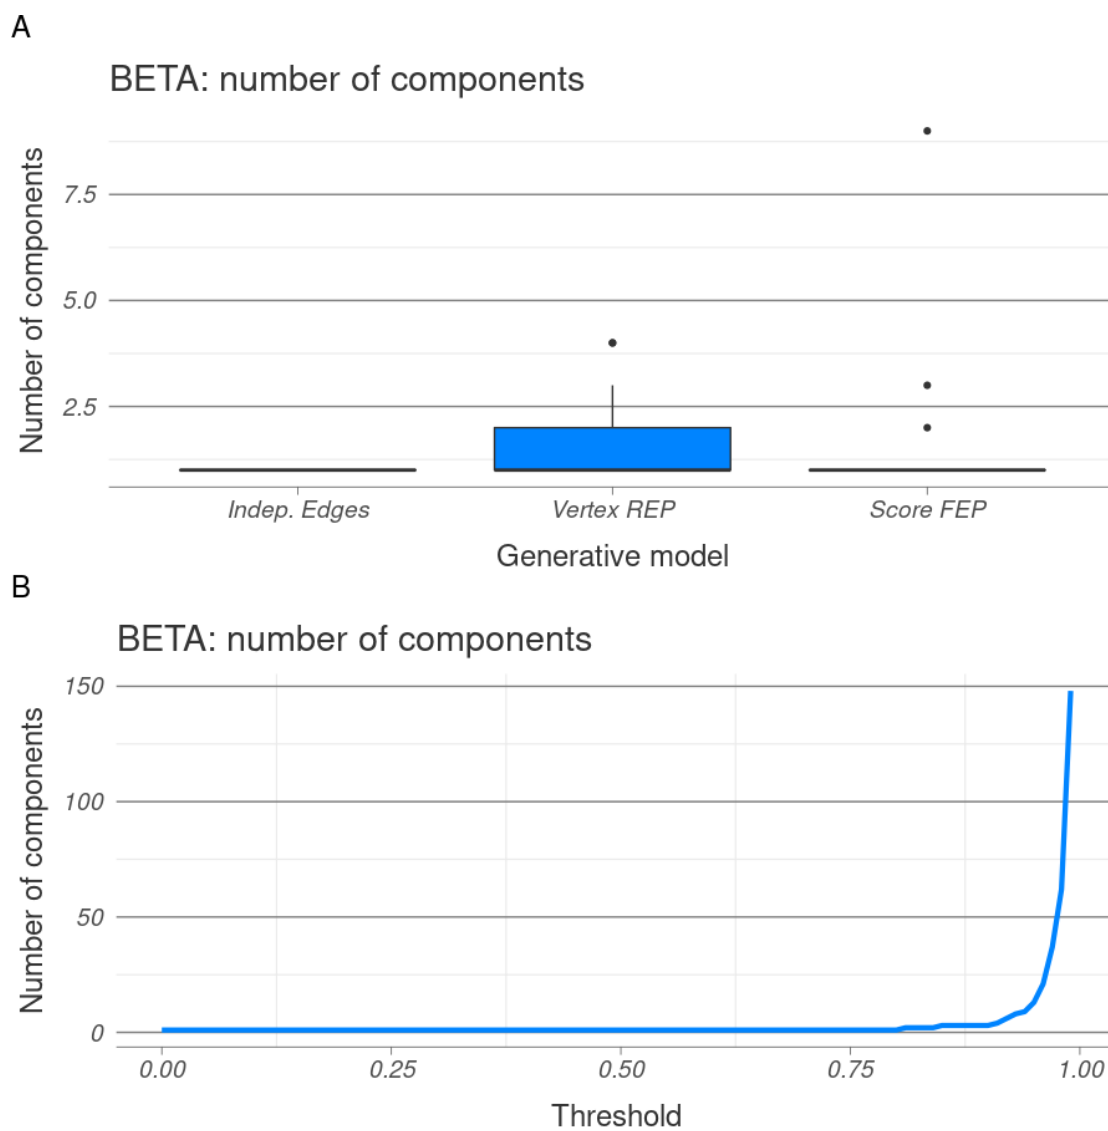 A
BETA: number of components
Number of components
7.5
5.0
2.5
Indep. Edges
Vertex REP
Score FEP
Generative model
B
BETA: number of components
Number of components
150
100
50
0
0.00
0.25
0.50
0.75
1.00
Threshold